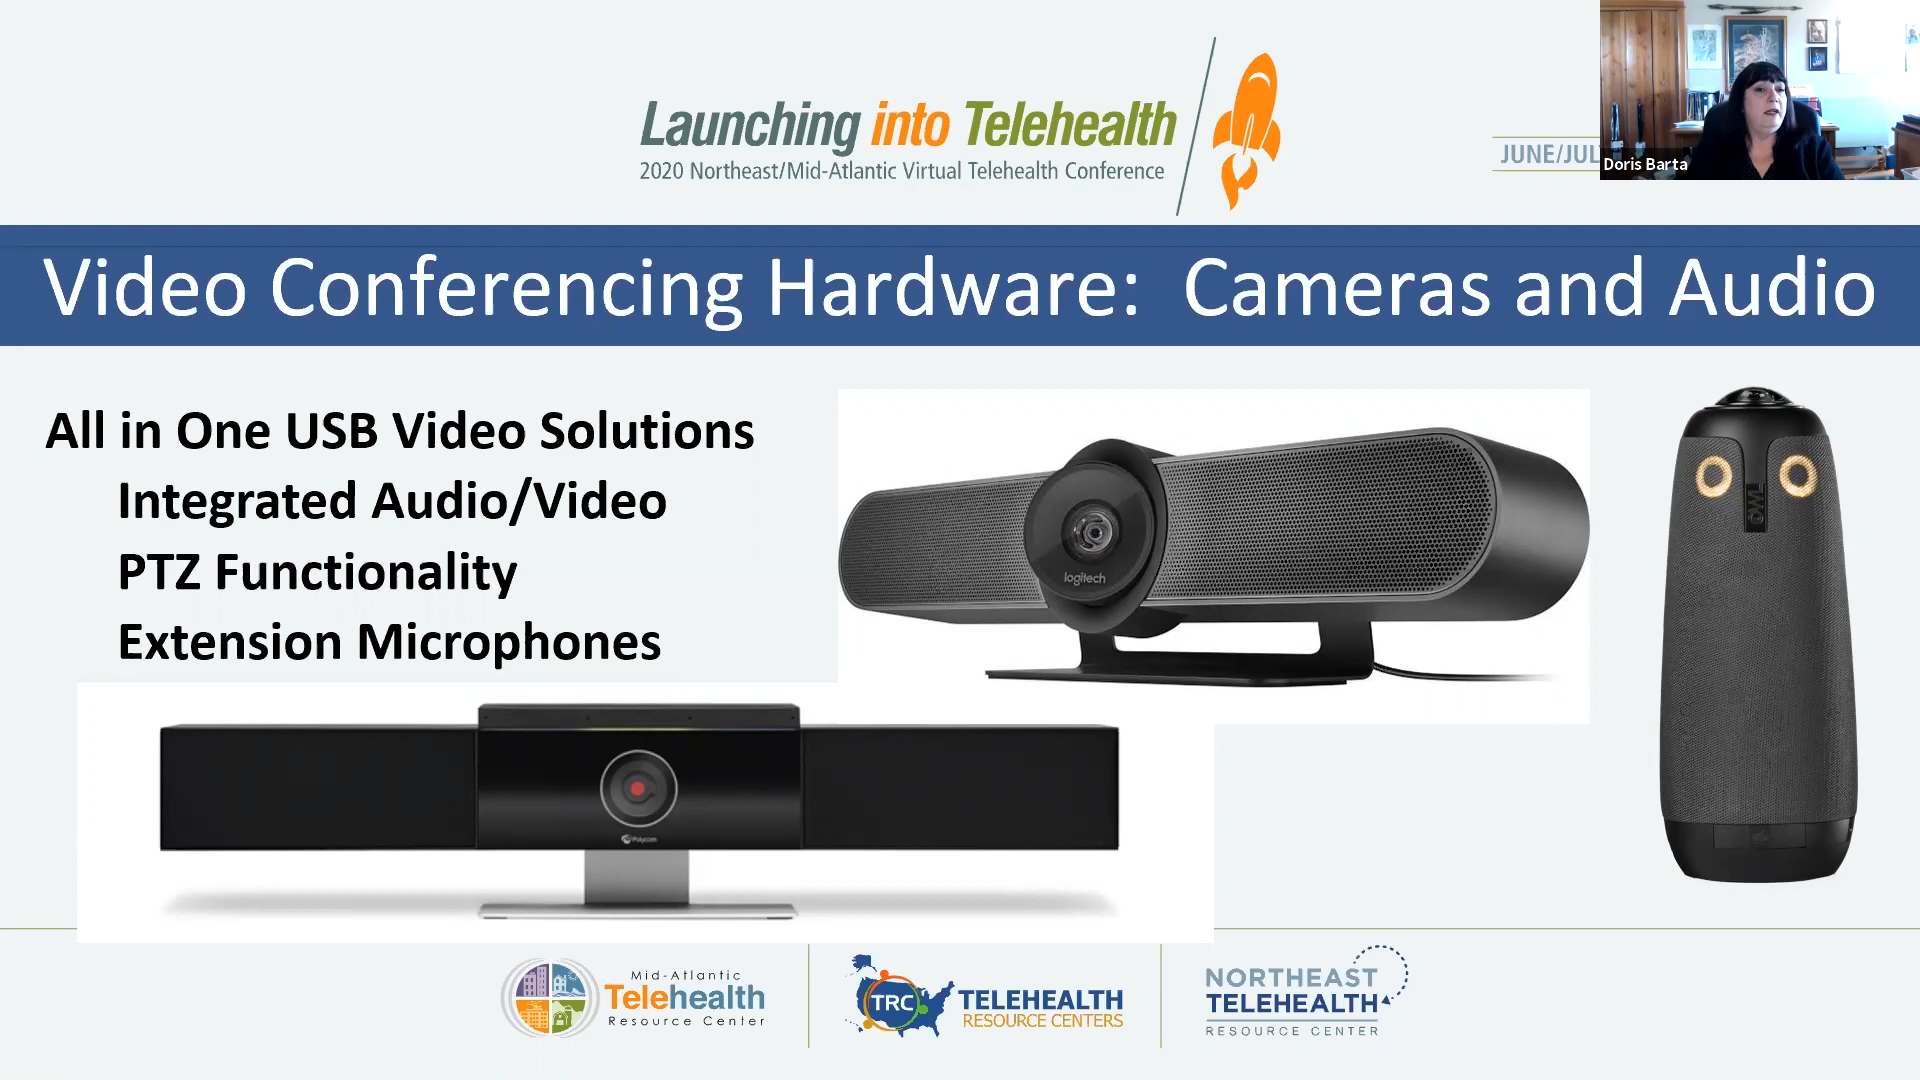 Launching into Telehealth
2020 Northeast/Mid-Atlantic Virtual Telehealth Conference
JUNE/JUL
Doris Barta
Video Conferencing Hardware: Cameras and Audio
All in One USB Video Solutions
Integrated Audio/Video
PTZ Functionality
Extension Microphones
logitech
OWL
Polycom
Mid-Atlantic
Telehealth
Resource Center
TRC
TELEHEALTH
RESOURCE CENTERS
NORTHEAST
TELEHEALTH
RESOURCE CENTER